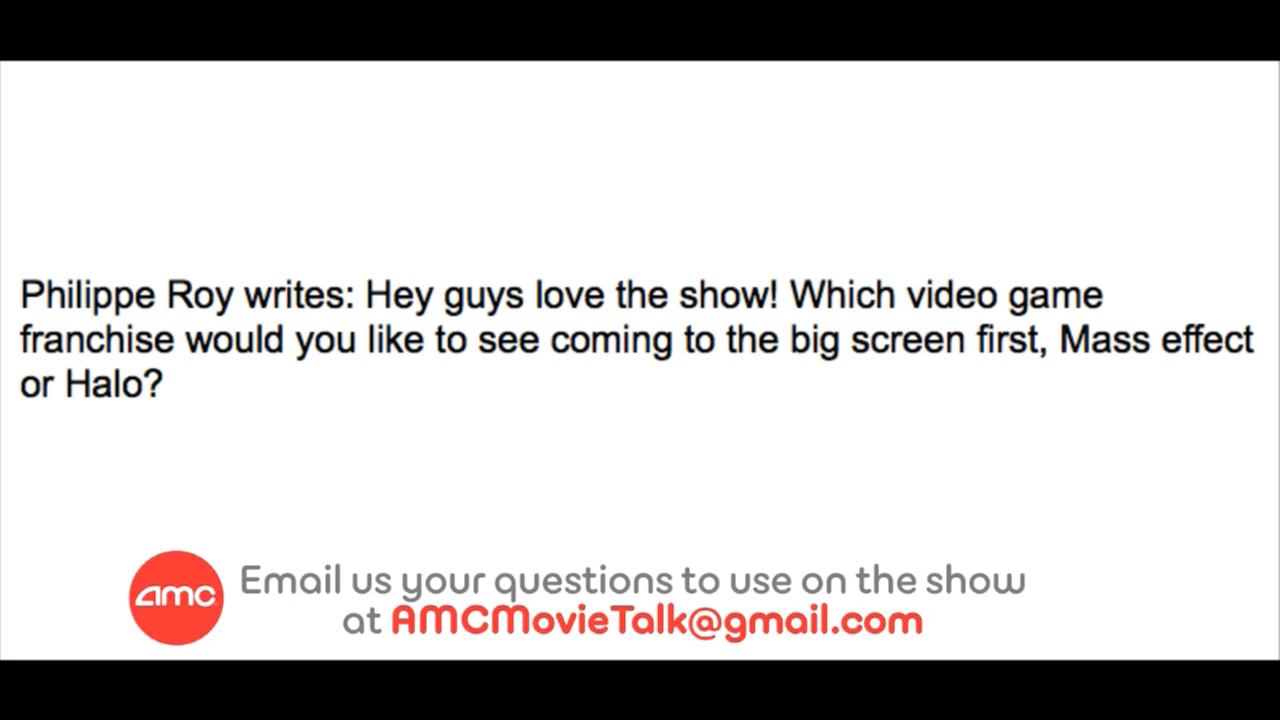 Philippe Roy writes: Hey guys love the show! Which video game
franchise would you like to see coming to the big screen first, Mass effect
or Halo?
amc
Email us your questions to use on the show
at AMCMovieTalk@gmail.com